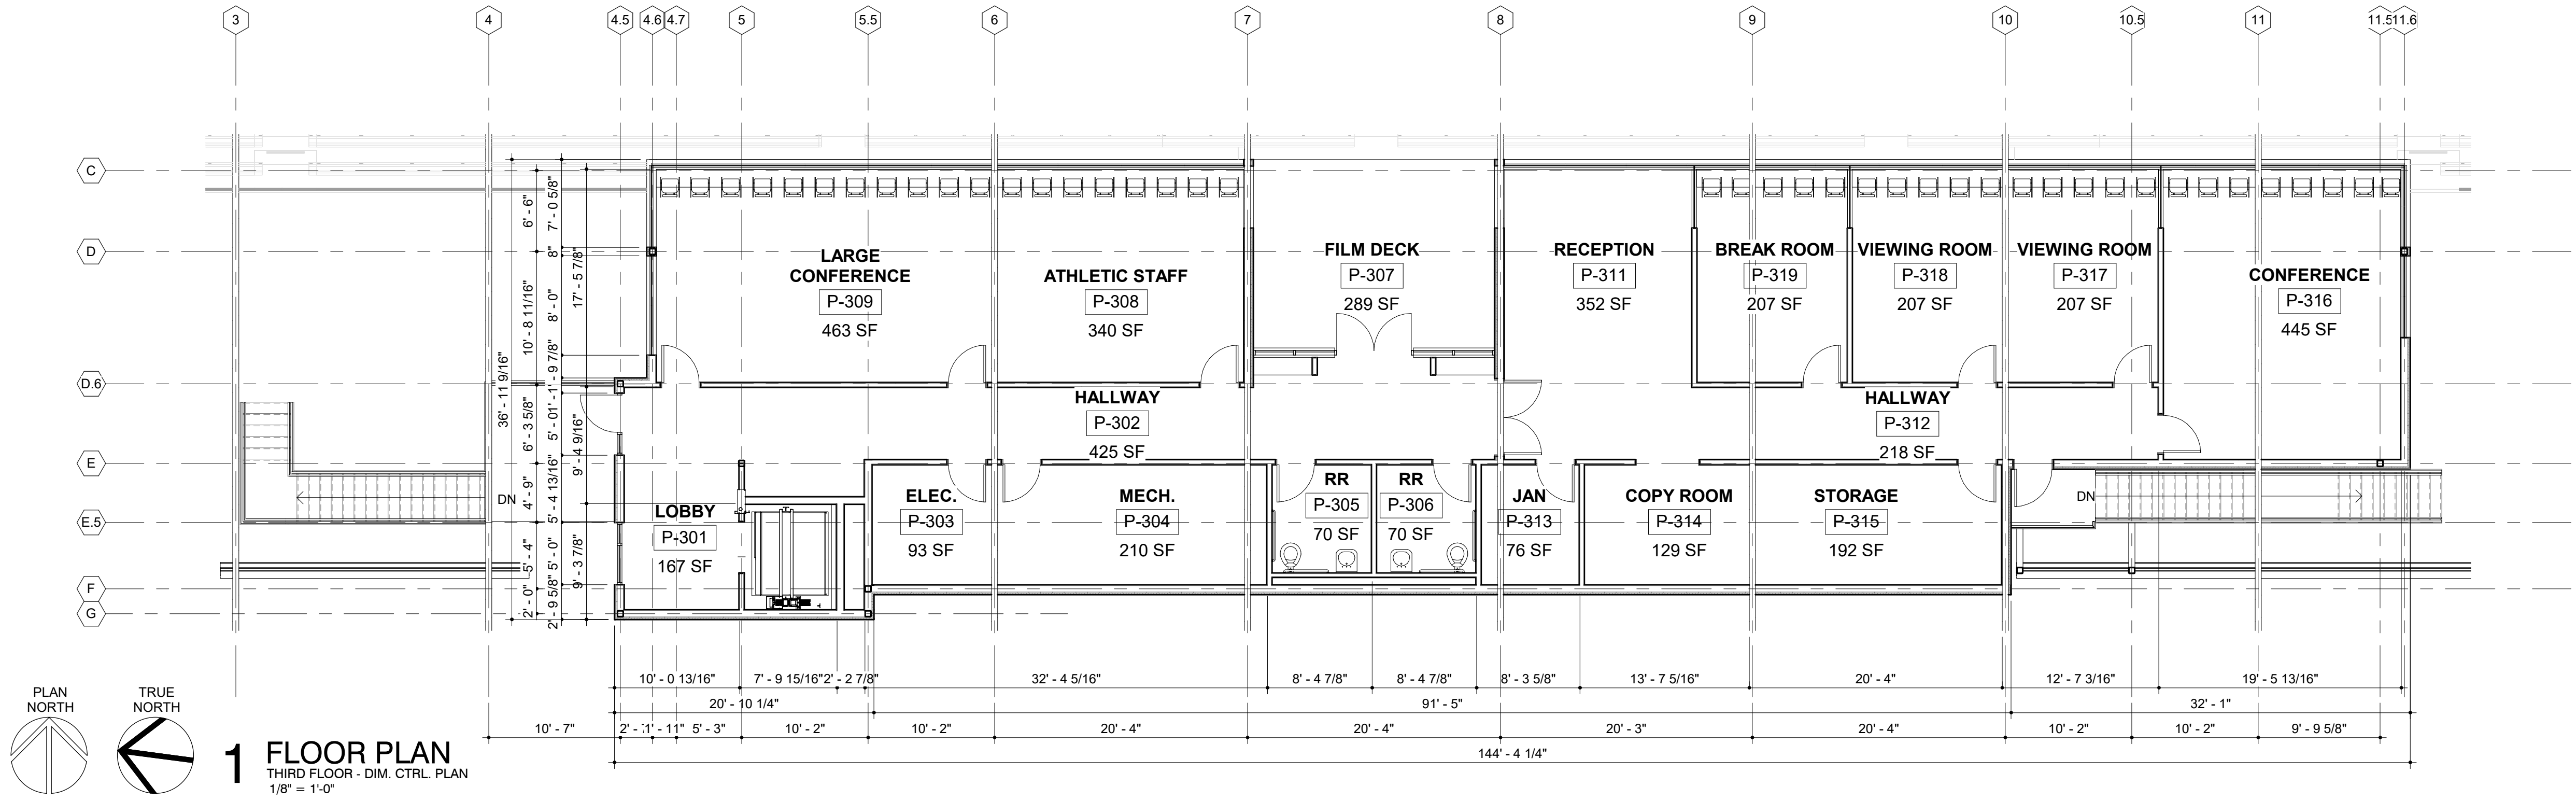 3 4 4.5 4.6 4.7 5 5.5 6 7 8 9 10 10.5 11 11.5 11.6
C
D
D.6
E
E.5
F
G
6' - 6"
10' - 8 11/16"
6' - 3 5/8"
4' - 9"
5' - 4"
2' - 0"
36' - 11 9/16"
7' - 0 5/8"
8"
8' - 0"
1' - 9 7/8"
5' - 0 1'
5' - 4 13/16"
5' - 0"
2' - 9 5/8"
17' - 5 7/8"
9' - 4 9/16"
9' - 3 7/8"
LARGE
CONFERENCE
P-309
463 SF
ATHLETIC STAFF
P-308
340 SF
FILM DECK
P-307
289 SF
RECEPTION
P-311
352 SF
BREAK ROOM
P-319
207 SF
VIEWING ROOM
P-318
207 SF
VIEWING ROOM
P-317
207 SF
CONFERENCE
P-316
445 SF
HALLWAY
P-302
425 SF
HALLWAY
P-312
218 SF
DN
LOBBY
P-301
167 SF
ELEC.
P-303
93 SF
MECH.
P-304
210 SF
RR
P-305
70 SF
RR
P-306
70 SF
JAN
P-313
76 SF
COPY ROOM
P-314
129 SF
STORAGE
P-315
192 SF
DN
10' - 0 13/16" 7' - 9 15/16" 2' - 2 7/8" 32' - 4 5/16" 8' - 4 7/8" 8' - 4 7/8" 8' - 3 5/8" 13' - 7 5/16" 20' - 4" 12' - 7 3/16" 19' - 5 13/16"
20' - 10 1/4" 91' - 5" 32' - 1"
10' - 7" 2' - 1' - 11" 5' - 3" 10' - 2" 10' - 2" 20' - 4" 20' - 4" 20' - 3" 20' - 4" 10' - 2" 10' - 2" 9' - 9 5/8"
144' - 4 1/4"
PLAN
NORTH
TRUE
NORTH
1 FLOOR PLAN
THIRD FLOOR - DIM. CTRL. PLAN
1/8" = 1'-0"